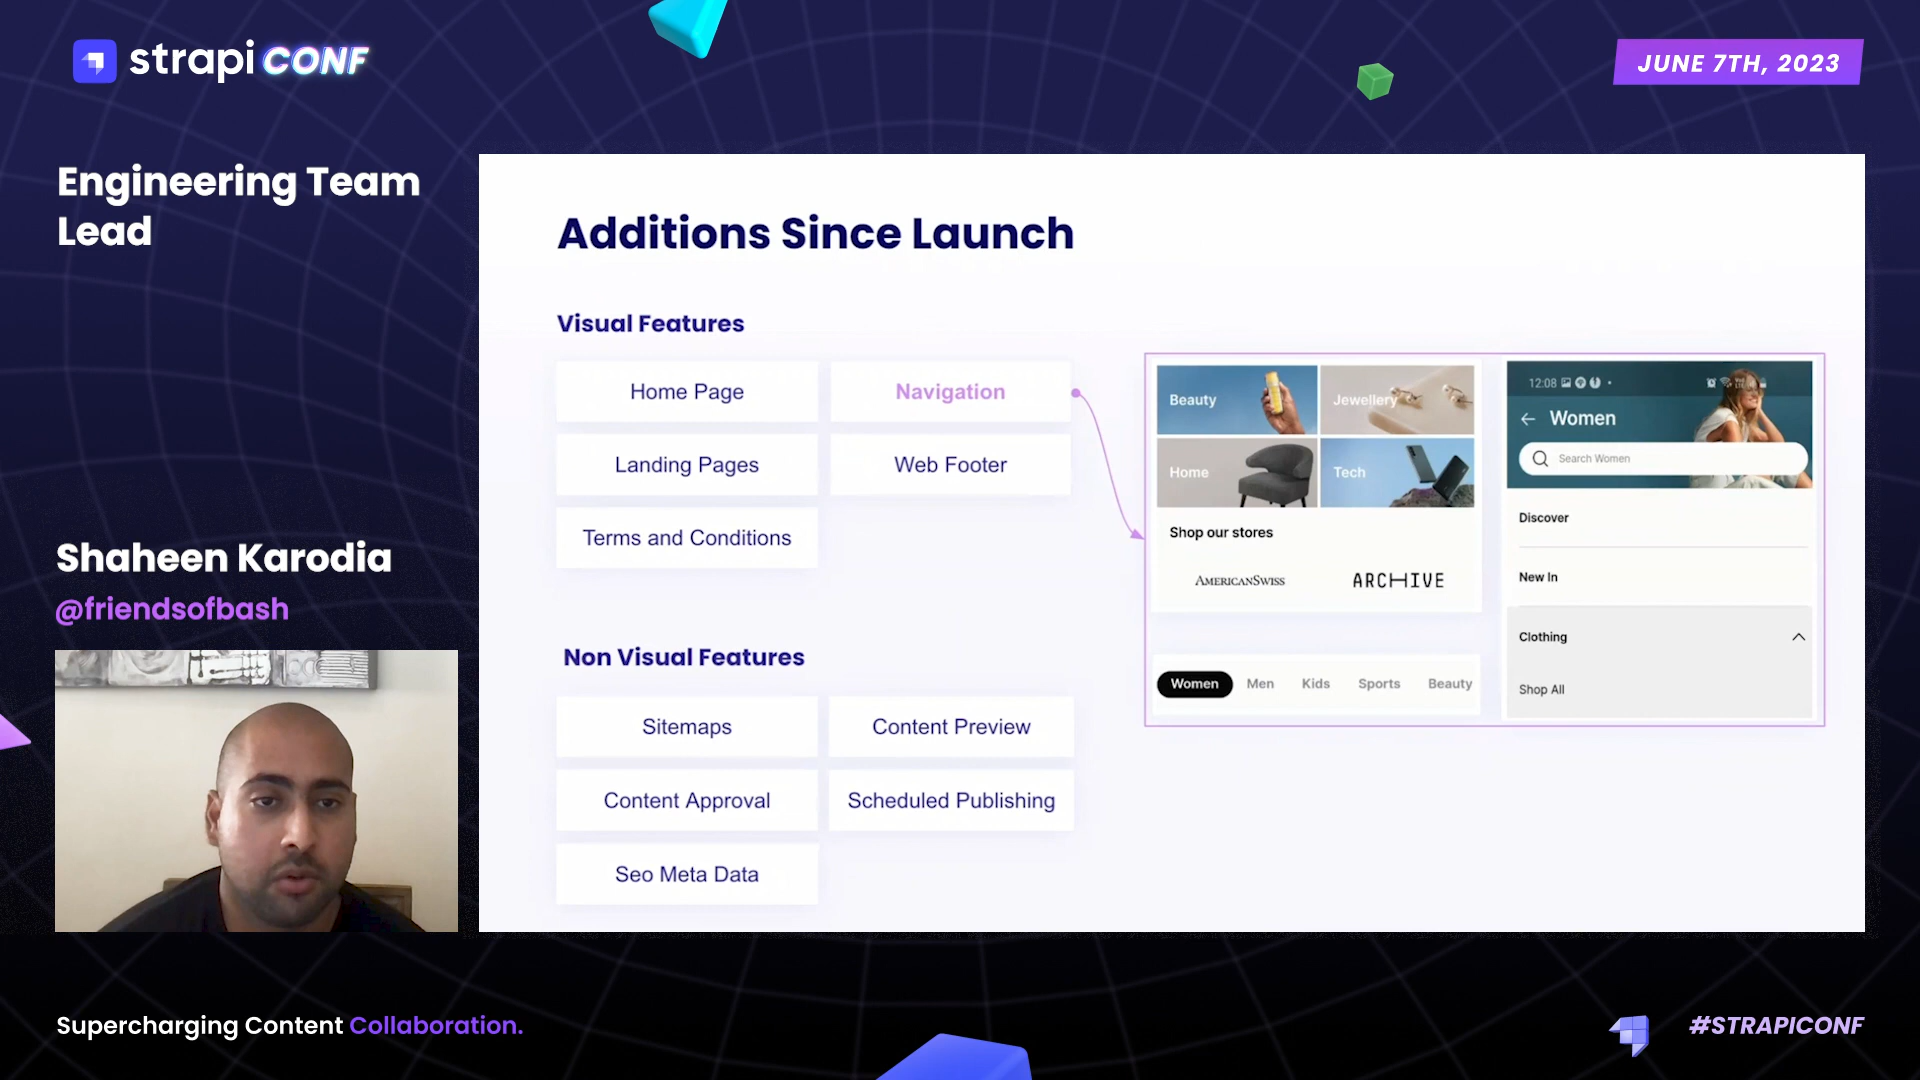 strapi CONF
JUNE 7TH, 2023
Engineering Team
Lead
Shaheen Karodia
@friendsofbash
Additions Since Launch
Visual Features
Home Page
Navigation
Landing Pages
Web Footer
Terms and Conditions
Non Visual Features
Sitemaps
Content Preview
Content Approval
Scheduled Publishing
Seo Meta Data
Beauty
Jewellery
Home
Tech
Shop our stores
AMERICANSWISS
ARCHIVE
Women
Men
Kids
Sports
Beauty
12:08
Women
Search Women
Discover
New In
Clothing
Shop All
Supercharging Content Collaboration.
#STRAPICONF